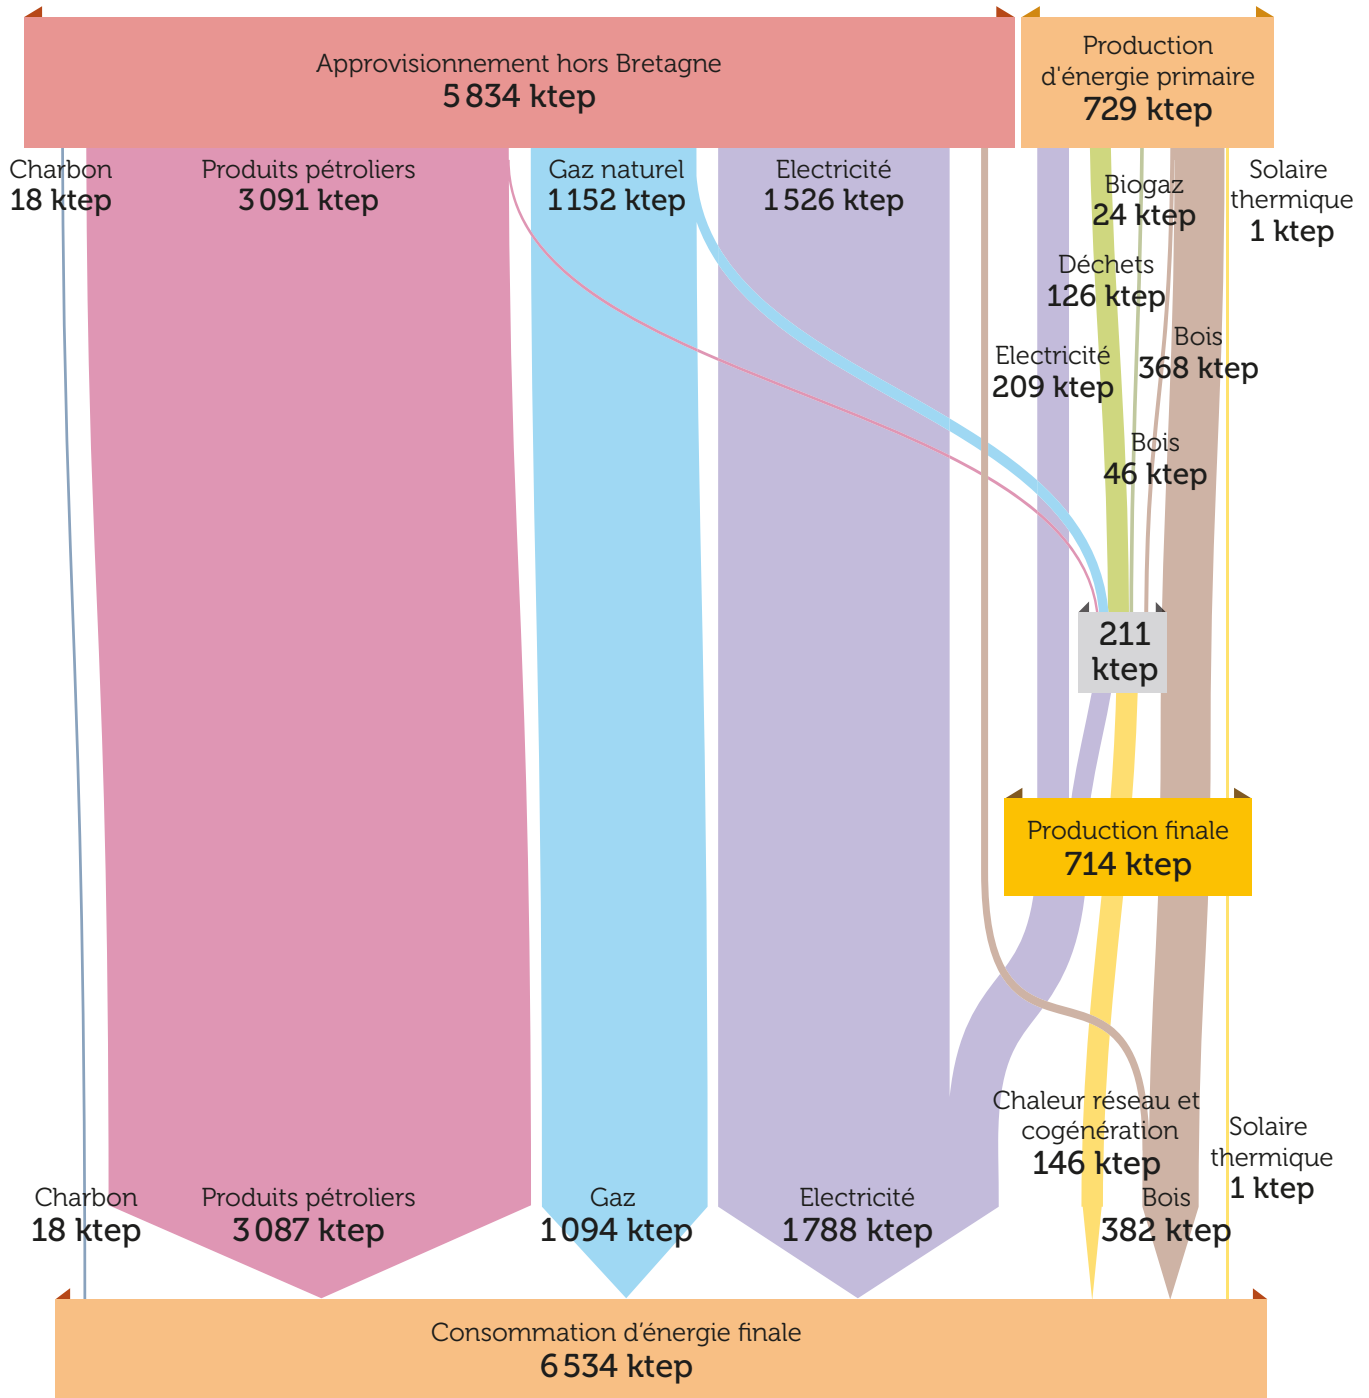 Approvisionnement hors Bretagne
5 834 ktep
Production
d'énergie primaire
729 ktep
Charbon
18 ktep
Produits pétroliers
3 091 ktep
Gaz naturel
1 152 ktep
Electricité
1 526 ktep
Biogaz
24 ktep
Solaire
thermique
1 ktep
Déchets
126 ktep
Electricité
209 ktep
Bois
368 ktep
Bois
46 ktep
211
ktep
Production finale
714 ktep
Chaleur réseau et
cogénération
146 ktep
Solaire
thermique
1 ktep
Charbon
18 ktep
Produits pétroliers
3 087 ktep
Gaz
1 094 ktep
Electricité
1 788 ktep
Bois
382 ktep
Consommation d’énergie finale
6 534 ktep